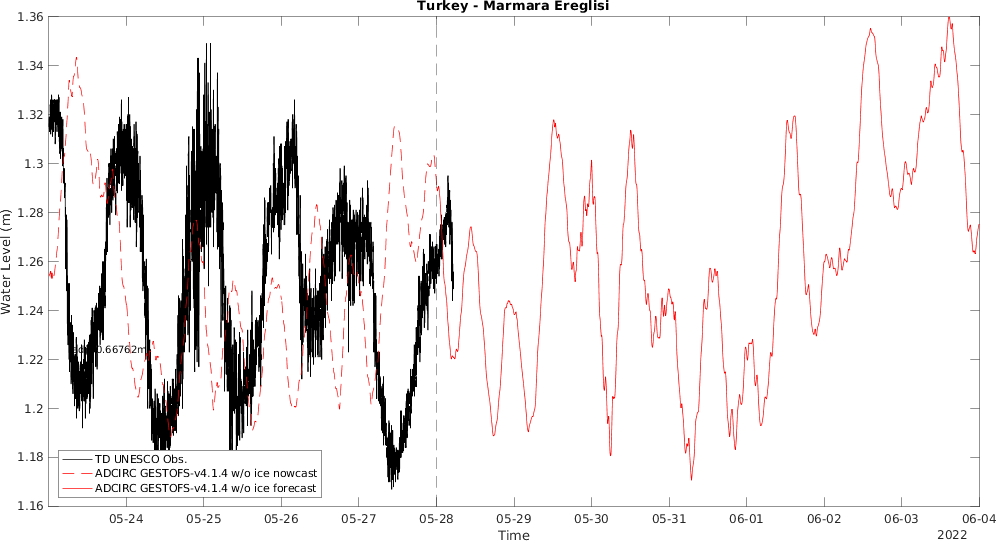 Turkey - Marmara Ereglisi
1.36
1.34
1.32
1.3
1.28
1.26
1.24
1.22
1.2
1.18
1.16
Water Level (m)
0.66762m
TD UNESCO Obs.
ADCIRC GESTOFS-v4.1.4 w/o ice nowcast
ADCIRC GESTOFS-v4.1.4 w/o ice forecast
05-24 05-25 05-26 05-27 05-28 05-29 05-30 05-31 06-01 06-02 06-03 06-04
Time
2022